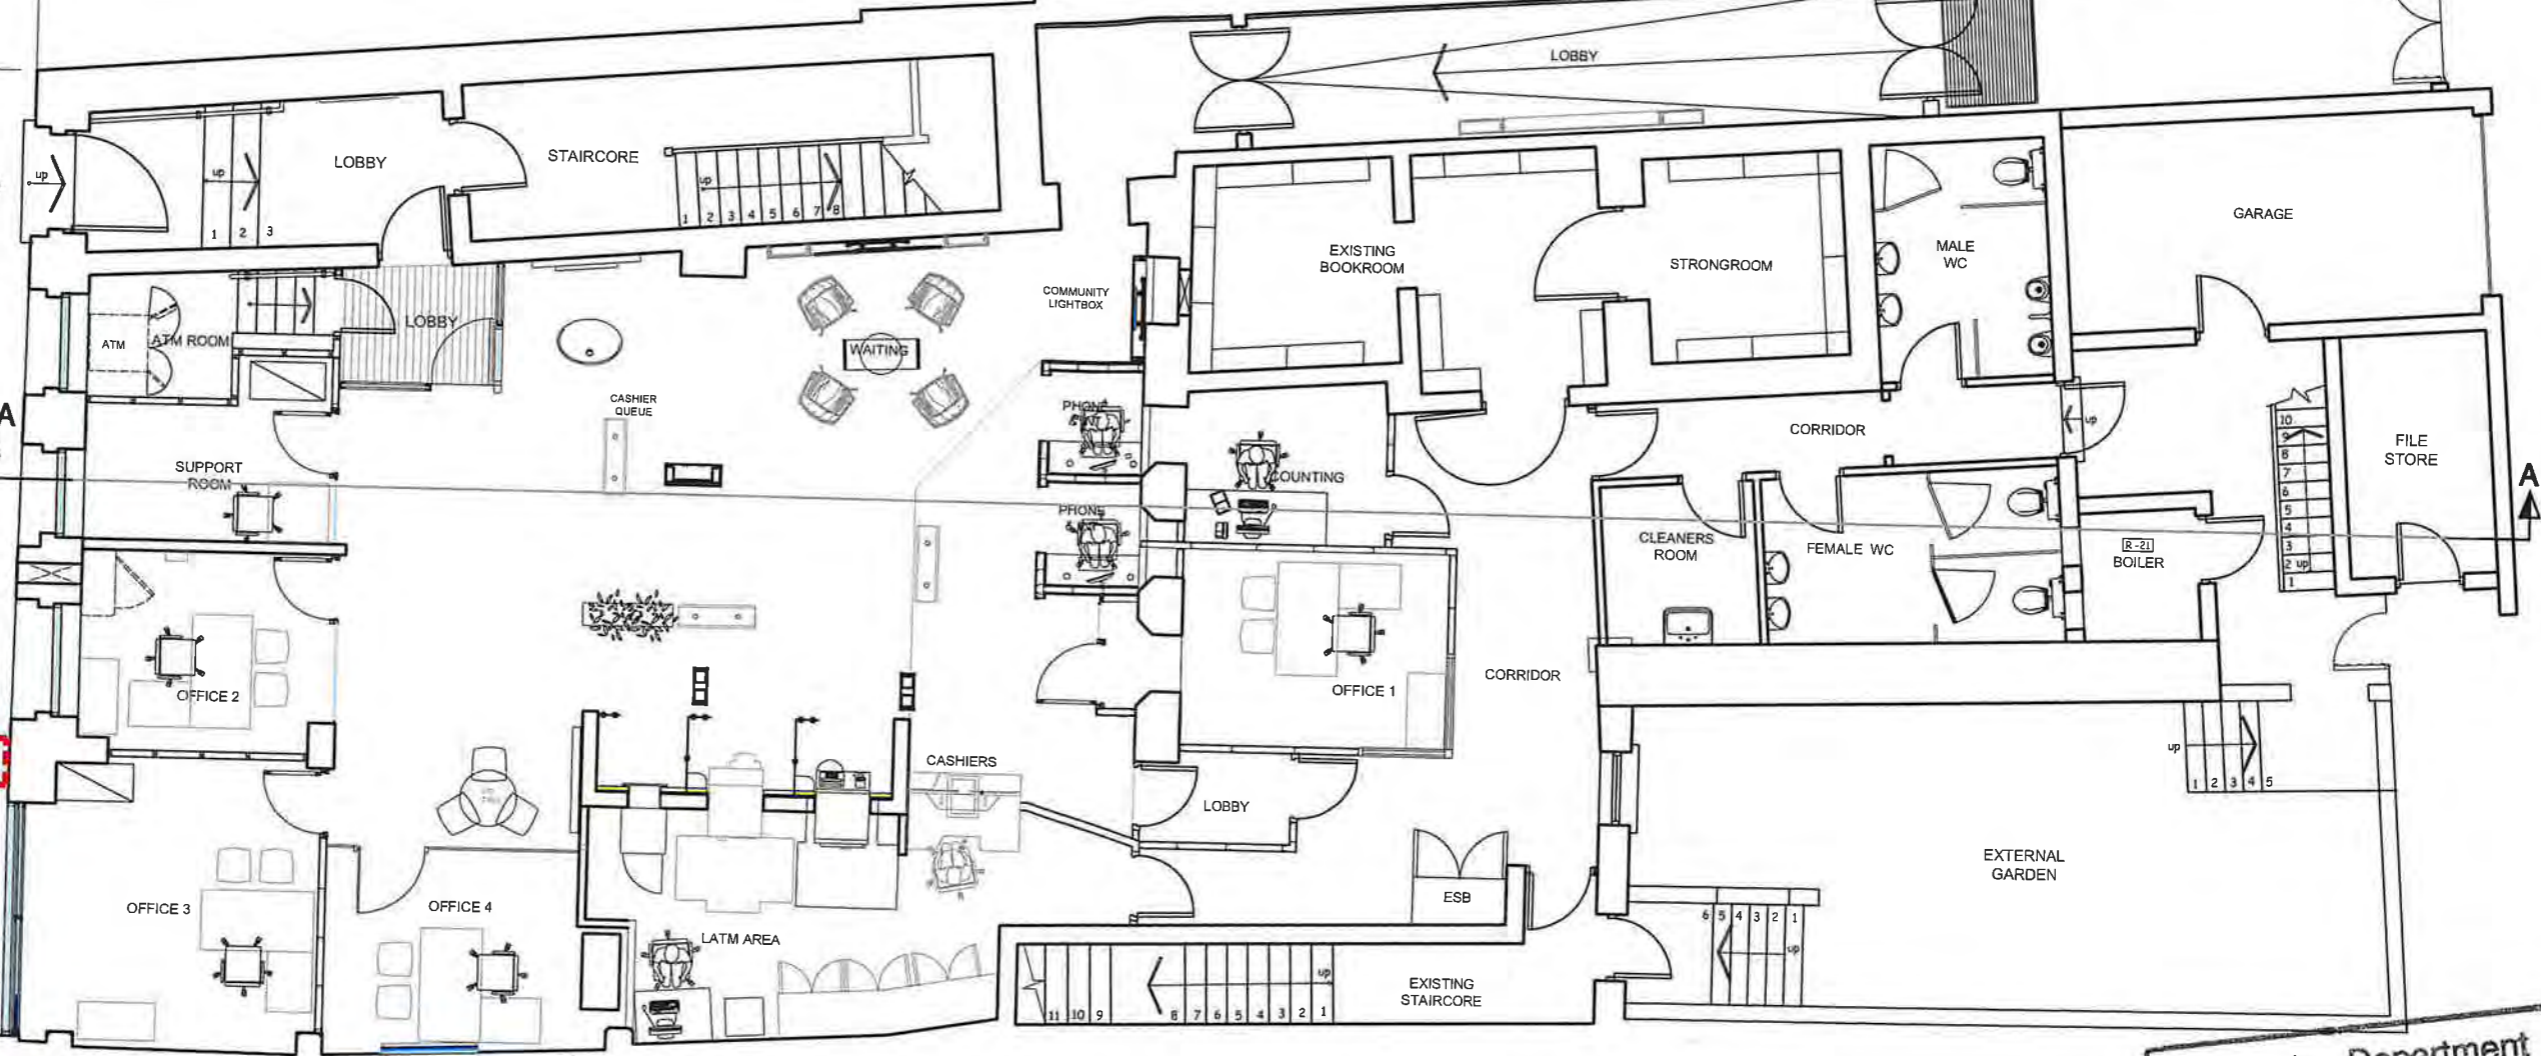 LOBBY
up
LOBBY
STAIRCORE
up
1 2 3 4 5 6 7 8
up
1 2 3
GARAGE
MALE
WC
EXISTING
BOOKROOM
STRONGROOM
COMMUNITY
LIGHTBOX
LOBBY
ATM
ATM ROOM
WAITING
CASHIER
QUEUE
PHONE
CORRIDOR
up
A
SUPPORT
ROOM
COUNTING
FILE
STORE
A
10
9
8
7
6
5
4
3
2 up
1
PHONE
CLEANERS
ROOM
FEMALE WC
R-21
BOILER
OFFICE 2
OFFICE 1
CORRIDOR
up
1 2 3 4 5
CASHIERS
LOBBY
EXTERNAL
GARDEN
ESB
OFFICE 3
OFFICE 4
6 5 4 3 2 1
up
LATM AREA
up
EXISTING
STAIRCORE
11 10 9 8 7 6 5 4 3 2 1
Department